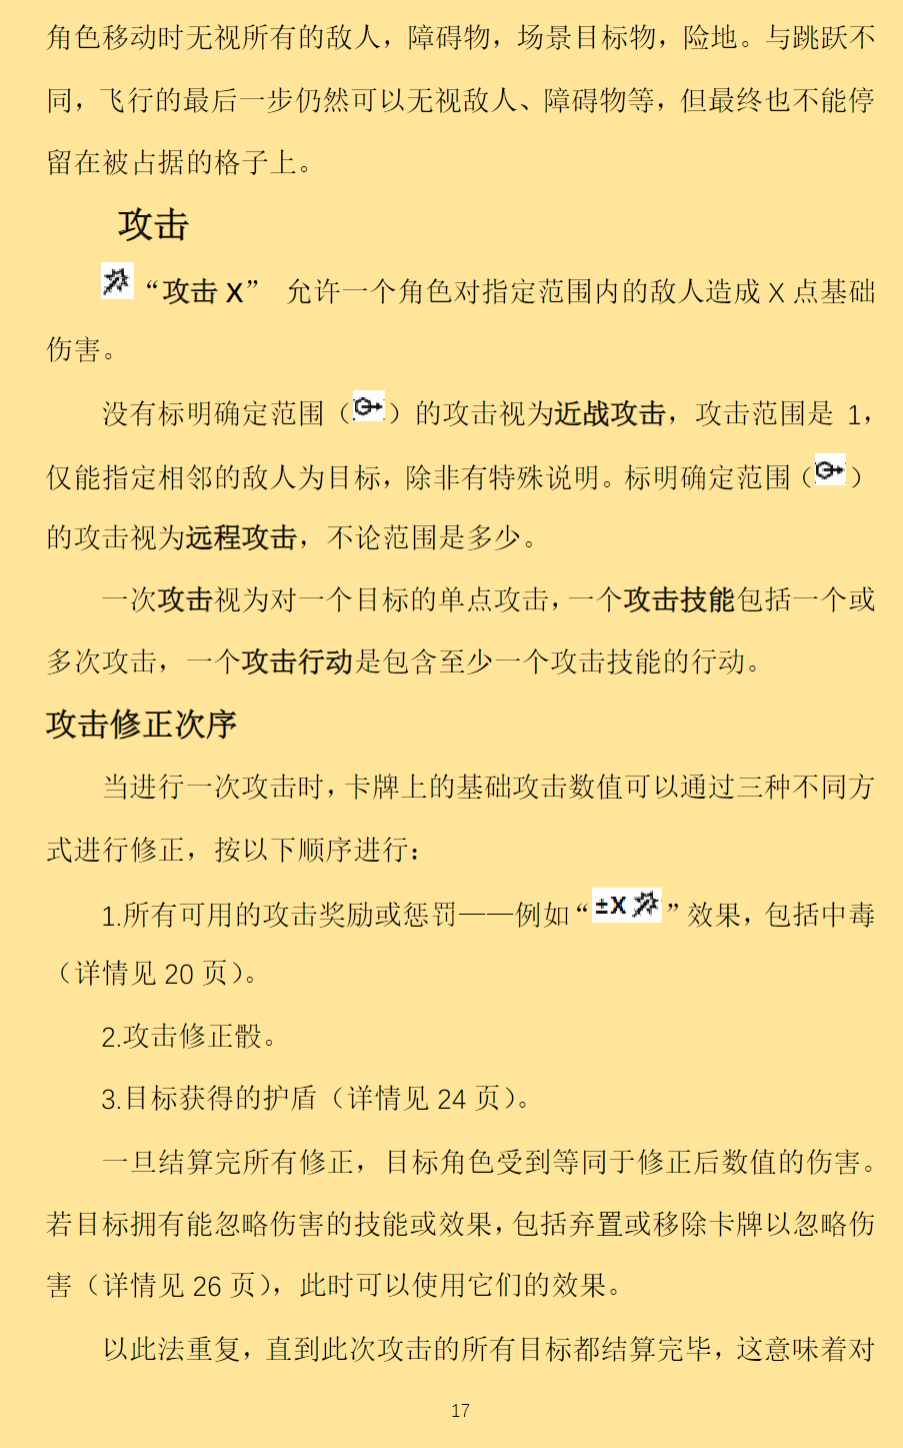 角色移动时无视所有的敌人，障碍物，场景目标物，险地。与跳跃不
同，飞行的最后一步仍然可以无视敌人、障碍物等，但最终也不能停
留在被占据的格子上。
攻击
“攻击 X” 允许一个角色对指定范围内的敌人造成 X 点基础
伤害。
没有标明确定范围（）的攻击视为近战攻击，攻击范围是 1，
仅能指定相邻的敌人为目标，除非有特殊说明。标明确定范围（）
的攻击视为远程攻击，不论范围是多少。
一次攻击视为对一个目标的单点攻击，一个攻击技能包括一个或
多次攻击，一个攻击行动是包含至少一个攻击技能的行动。
攻击修正次序
当进行一次攻击时，卡牌上的基础攻击数值可以通过三种不同方
式进行修正，按以下顺序进行：
1.所有可用的攻击奖励或惩罚——例如“±X”效果，包括中毒
（详情见 20 页）。
2.攻击修正骰。
3.目标获得的护盾（详情见 24 页）。
一旦结算完所有修正，目标角色受到等同于修正后数值的伤害。
若目标拥有能忽略伤害的技能或效果，包括弃置或移除卡牌以忽略伤
害（详情见 26 页），此时可以使用它们的效果。
以此法重复，直到此次攻击的所有目标都结算完毕，这意味着对
17